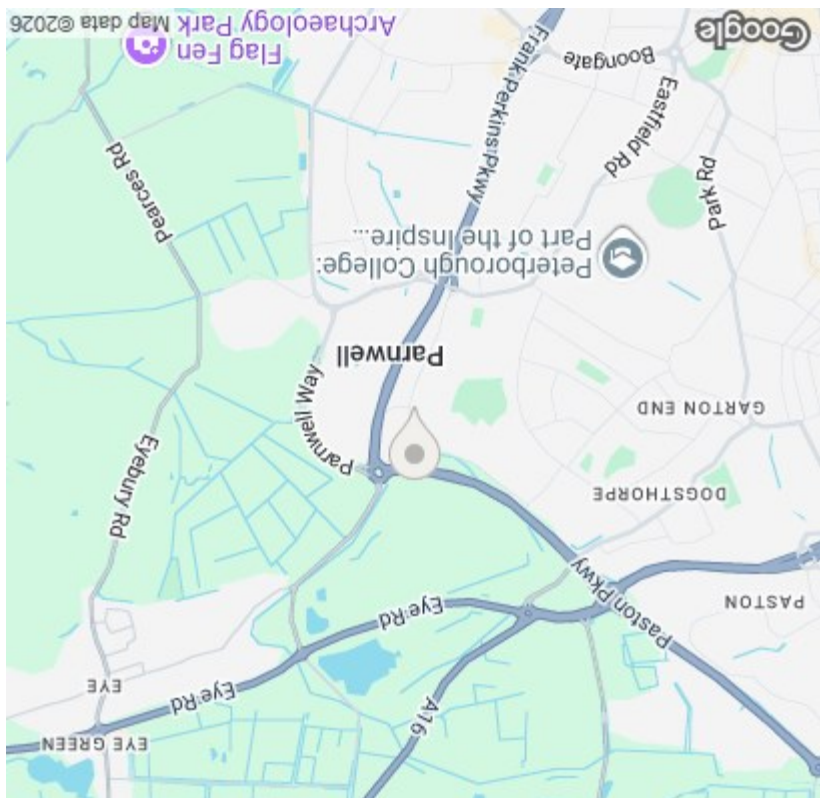 A16
EYE GREEN
Eye Rd
EYE
Eye Rd
PASTON
Paston Pkwy
DOGSTHORPE
GARTON END
Eyebury Rd
Parnwell Way
Parnwell
Peterborough College:
Part of the Inspire...
Park Rd
Pearces Rd
Eastfield Rd
Frank Perkins Pkwy
Boongate
Flag Fen
Archaeology Park
Google
Map data ©2026